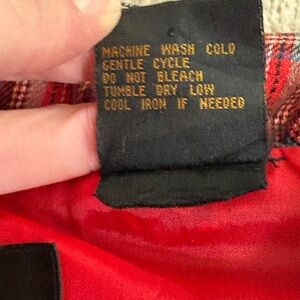 MACHINE WASH COLD
GENTLE CYCLE
DO NOT BLEACH
TUMBLE DRY LOW
COOL IRON IF NEEDED